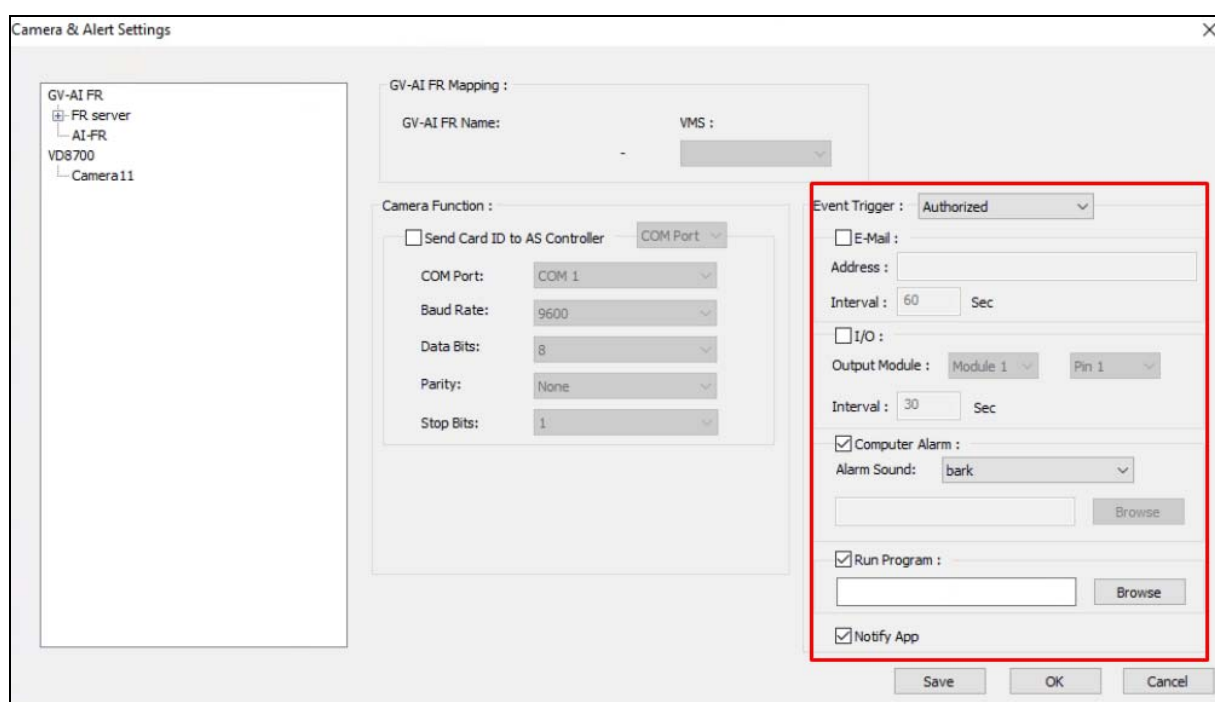 Camera & Alert Settings
GV-AI FR
FR server
AI-FR
VD8700
Camera11
GV-AI FR Mapping :
GV-AI FR Name: VMS :
-
Camera Function :
Send Card ID to AS Controller COM Port
COM Port: COM 1
Baud Rate: 9600
Data Bits: 8
Parity: None
Stop Bits: 1
Event Trigger : Authorized
E-Mail :
Address :
Interval : 60 Sec
I/O :
Output Module : Module 1 Pin 1
Interval : 30 Sec
Computer Alarm :
Alarm Sound: bark
Browse
Run Program :
Browse
Notify App
Save OK Cancel